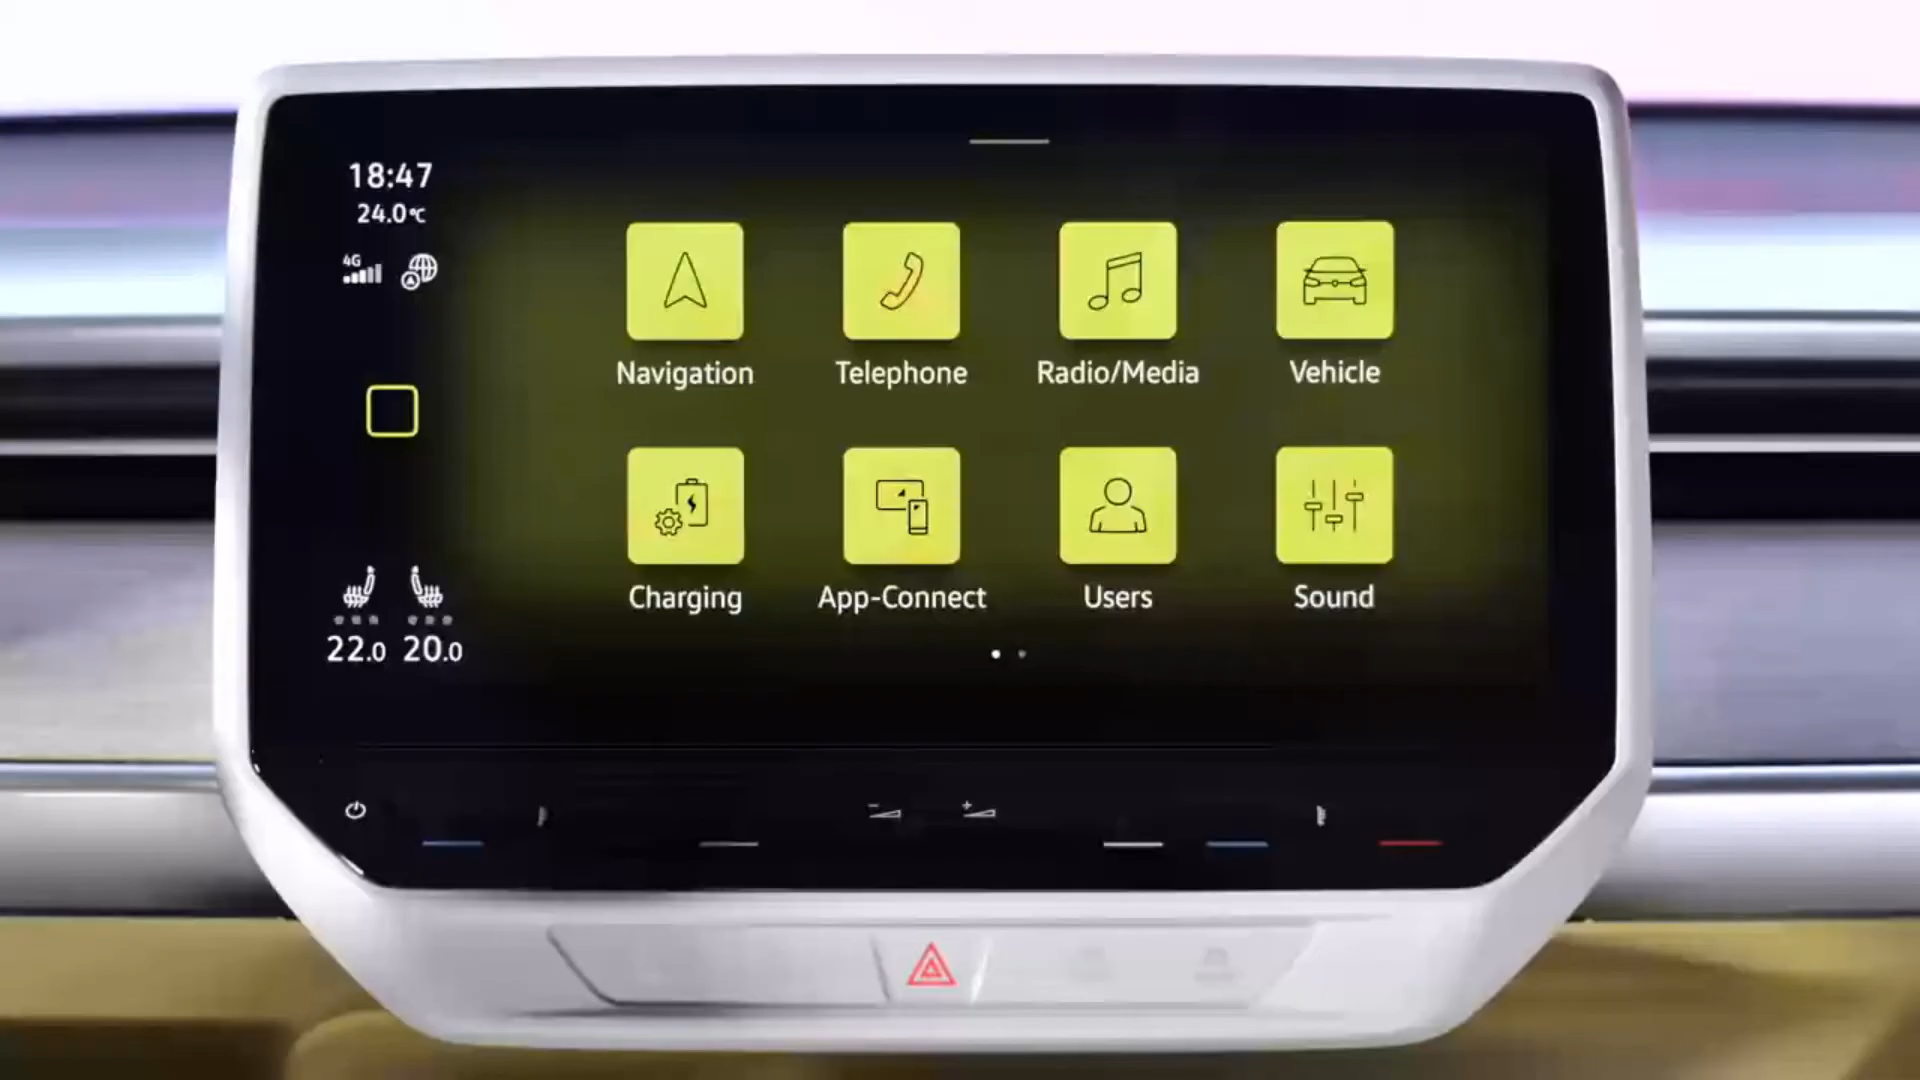 18:47
24.0°C
4G
Navigation
Telephone
Radio/Media
Vehicle
Charging
App-Connect
Users
Sound
22.0 20.0